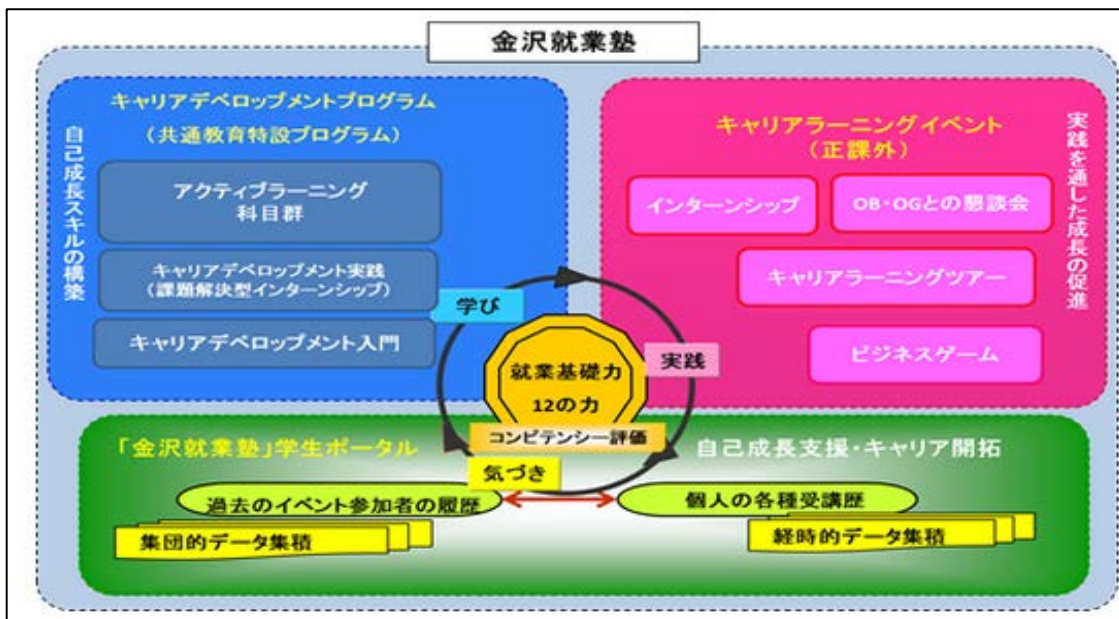 金沢就業塾
キャリアデベロップメントプログラム
(共通教育特設プログラム)
自己成長スキルの構築
アクティブラーニング
科目群
キャリアデベロップメント実践
(課題解決型インターンシップ)
キャリアデベロップメント入門
キャリアラーニングイベント
(正課外)
実践を通した成長の促進
インターンシップ
OB・OGとの懇談会
キャリアラーニングツアー
ビジネスゲーム
学び
実践
就業基礎力
12の力
コンピテンシー評価
気づき
「金沢就業塾」学生ポータル
自己成長支援・キャリア開拓
過去のイベント参加者の履歴
個人の各種受講歴
集団的データ集積
経時的データ集積